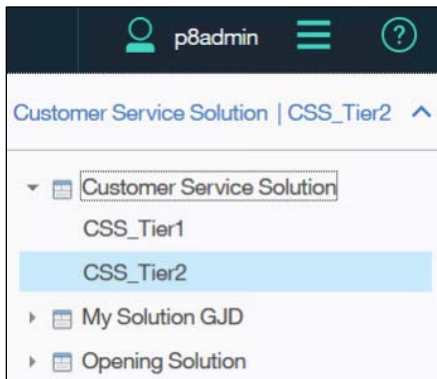 p8admin
?
Customer Service Solution | CSS_Tier2
Customer Service Solution
CSS_Tier1
CSS_Tier2
My Solution GJD
Opening Solution